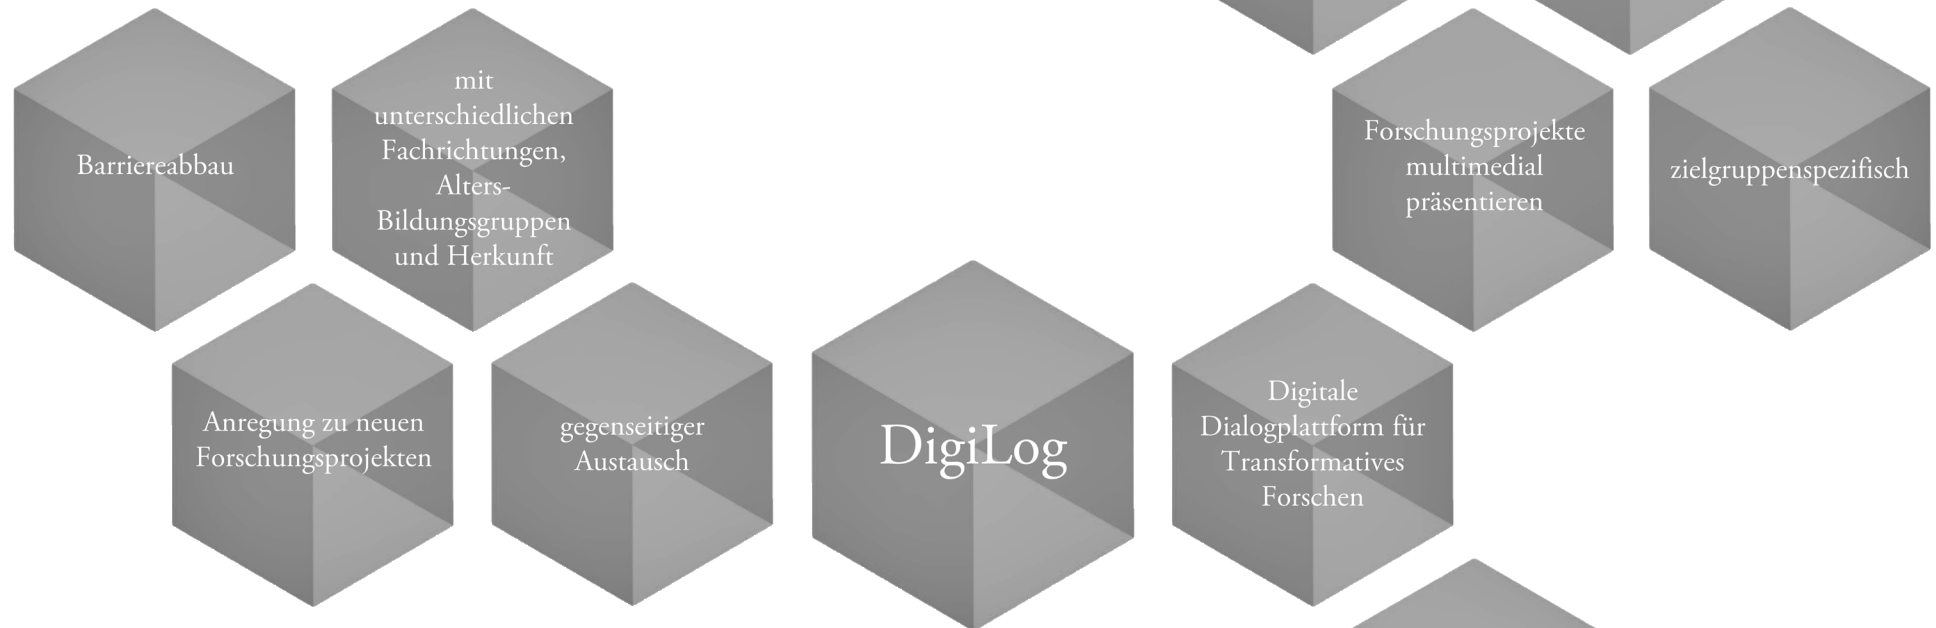 Barriereabbau
mit
unterschiedlichen
Fachrichtungen,
Alters-
Bildungsgruppen
und Herkunft
Forschungsprojekte
multimedial
präsentieren
zielgruppenspezifisch
Anregung zu neuen
Forschungsprojekten
gegenseitiger
Austausch
DigiLog
Digitale
Dialogplattform für
Transformatives
Forschen